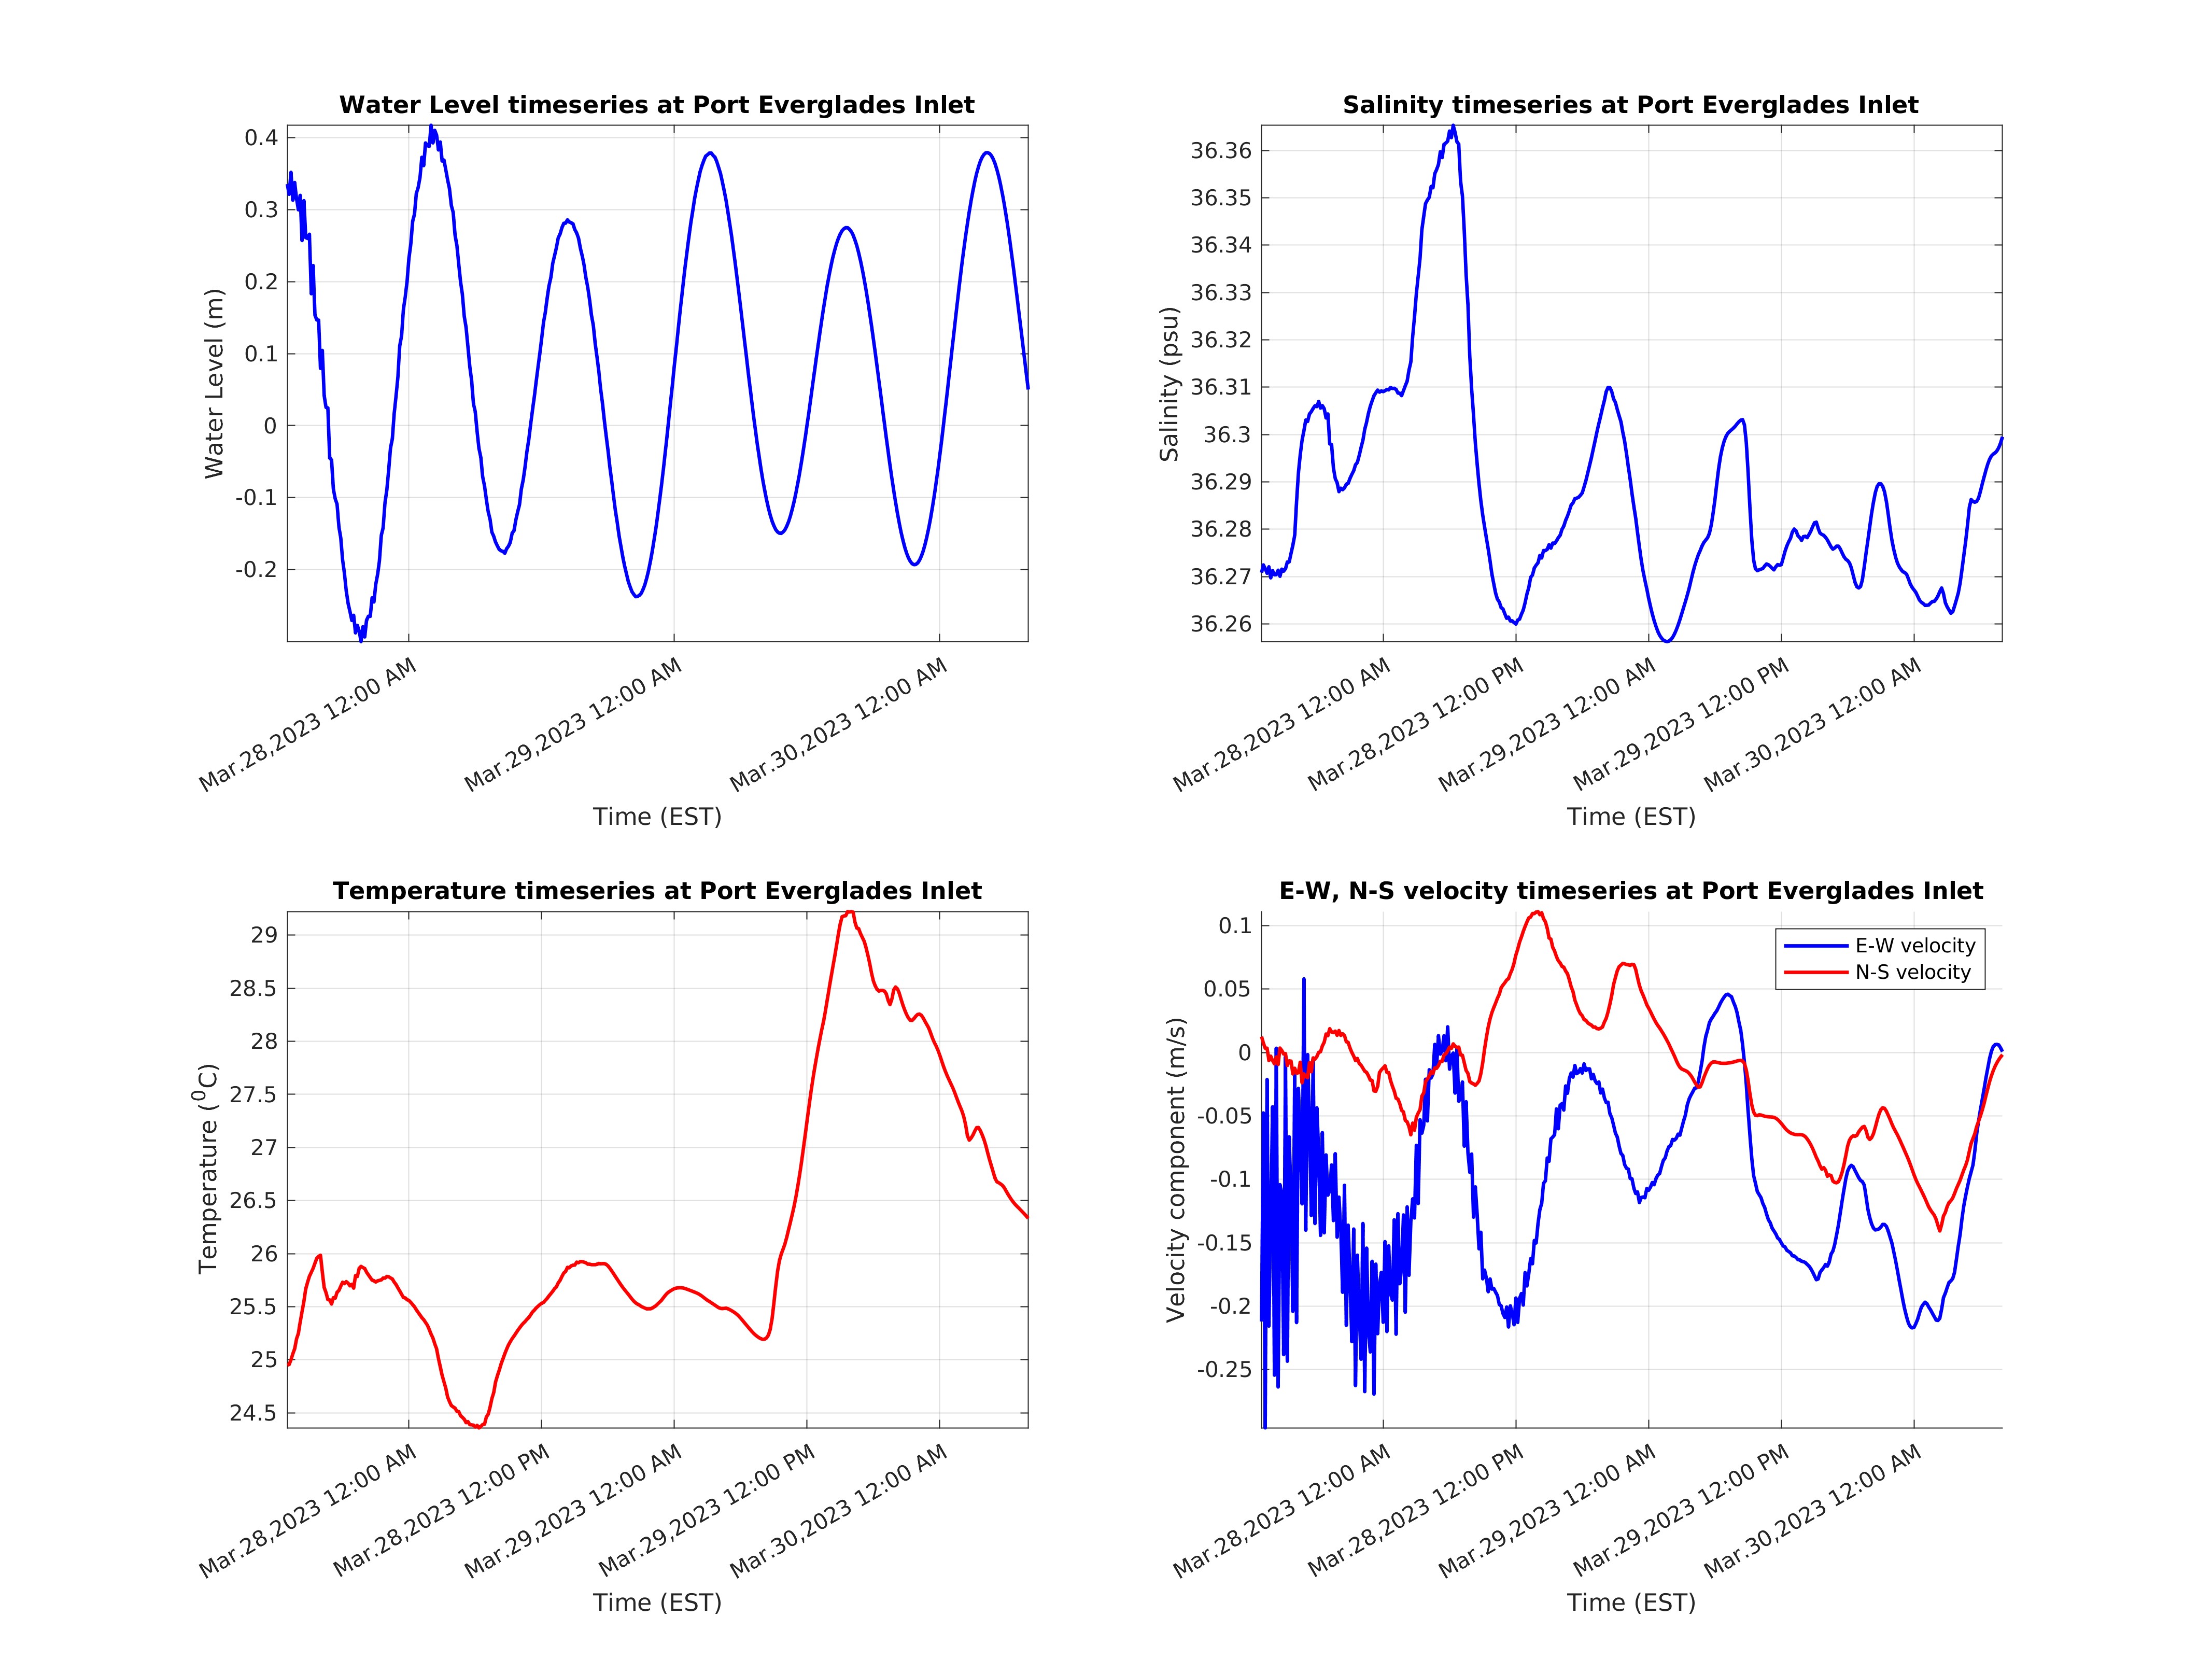 Water Level timeseries at Port Everglades Inlet
Water Level (m)
0.4
0.3
0.2
0.1
0
-0.1
-0.2
Mar.28,2023 12:00 AM
Mar.29,2023 12:00 AM
Mar.30,2023 12:00 AM
Time (EST)
Salinity timeseries at Port Everglades Inlet
Salinity (psu)
36.36
36.35
36.34
36.33
36.32
36.31
36.3
36.29
36.28
36.27
36.26
Mar.28,2023 12:00 AM
Mar.28,2023 12:00 PM
Mar.29,2023 12:00 AM
Mar.29,2023 12:00 PM
Mar.30,2023 12:00 AM
Time (EST)
Temperature timeseries at Port Everglades Inlet
Temperature (⁰C)
29
28.5
28
27.5
27
26.5
26
25.5
25
24.5
Mar.28,2023 12:00 AM
Mar.28,2023 12:00 PM
Mar.29,2023 12:00 AM
Mar.29,2023 12:00 PM
Mar.30,2023 12:00 AM
Time (EST)
E-W, N-S velocity timeseries at Port Everglades Inlet
Velocity component (m/s)
0.1
0.05
0
-0.05
-0.1
-0.15
-0.2
-0.25
E-W velocity
N-S velocity
Mar.28,2023 12:00 AM
Mar.28,2023 12:00 PM
Mar.29,2023 12:00 AM
Mar.29,2023 12:00 PM
Mar.30,2023 12:00 AM
Time (EST)